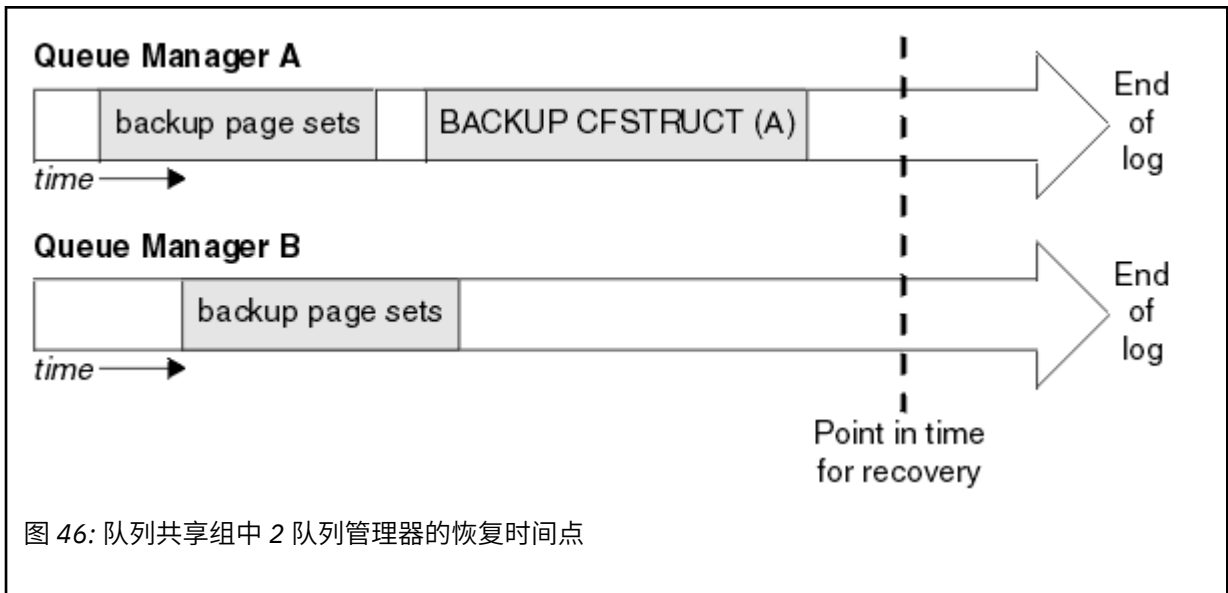 Queue Manager A
backup page sets
BACKUP CFSTRUCT (A)
End
of
log
time
Queue Manager B
backup page sets
End
of
log
time
Point in time
for recovery
图 46: 队列共享组中 2 队列管理器的恢复时间点